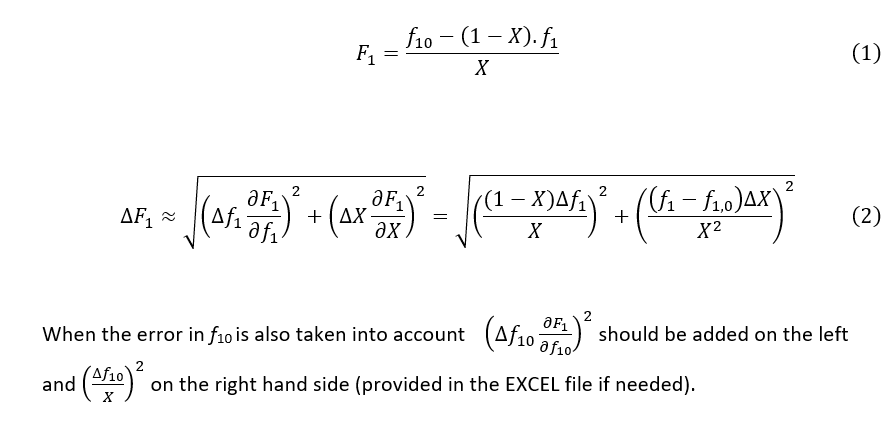 F₁ = (f₁₀ − (1 − X). f₁) / X (1)
ΔF₁ ≈ √((Δf₁ ∂F₁/∂f₁)² + (ΔX ∂F₁/∂X)²) = √(((1 − X)Δf₁ / X)² + ((f₁ − f₁,₀)ΔX / X²)²) (2)
When the error in f₁₀ is also taken into account (Δf₁₀ ∂F₁/∂f₁₀)² should be added on the left
and (Δf₁₀/X)² on the right hand side (provided in the EXCEL file if needed).